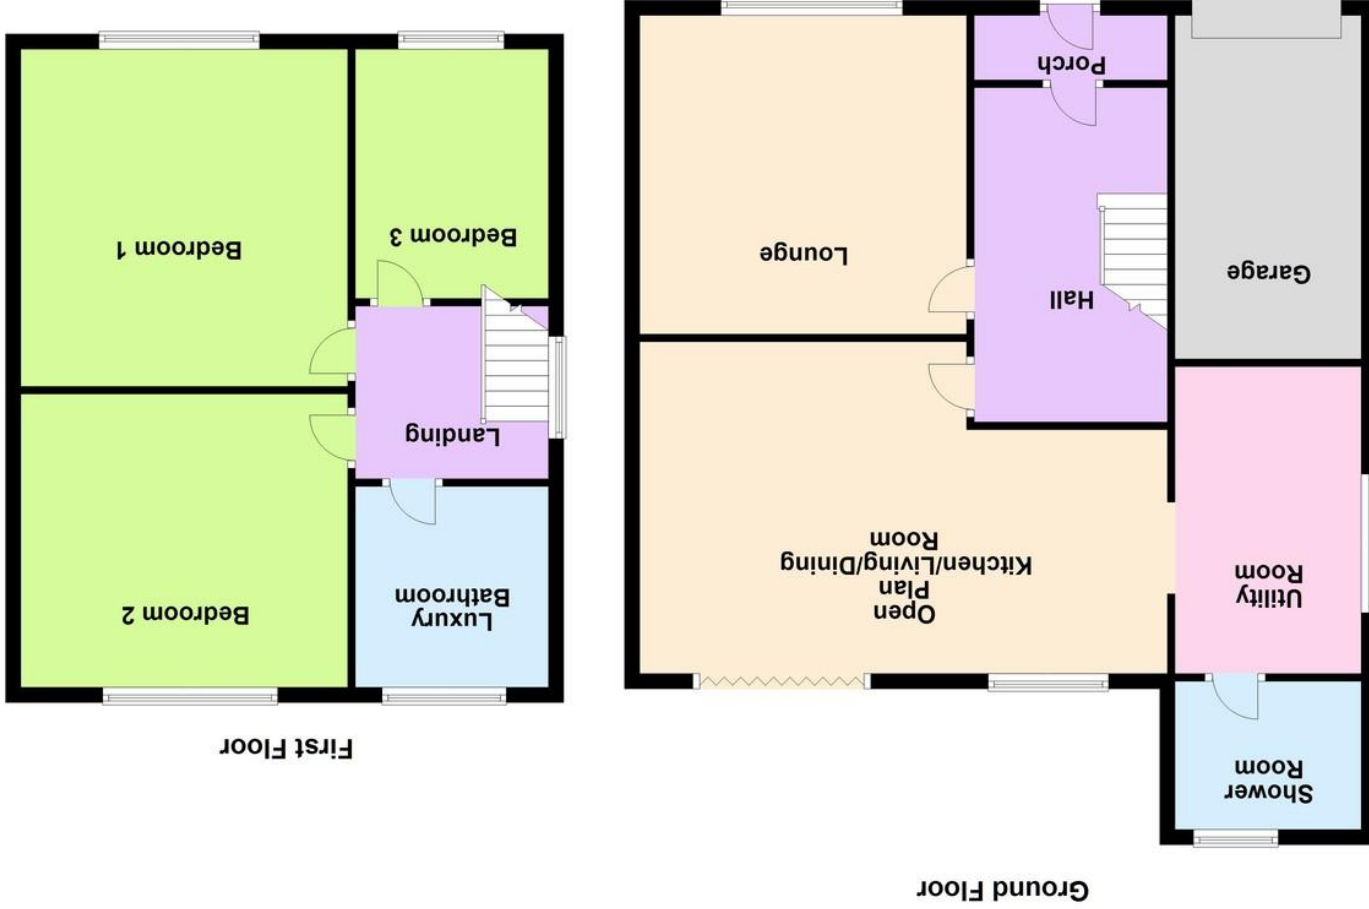 Ground Floor
Shower
Room
Utility
Room
Open
Plan
Kitchen/Living/Dining
Room
Hall
Garage
Lounge
Porch
First Floor
Bedroom 2
Luxury
Bathroom
Landing
Bedroom 1
Bedroom 3